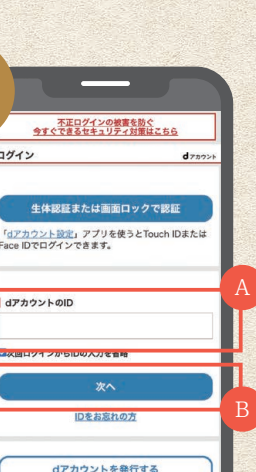 不正ログインの被害を防ぐ
今すぐできるセキュリティ対策はこちら
ログイン
dアカウント
生体認証または画面ロックで認証
「dアカウント設定」アプリを使うとTouch IDまたは
Face IDでログインできます。
A
dアカウントのID
次回ログインからIDの入力を省略
次へ
B
IDをお忘れの方
dアカウントを発行する